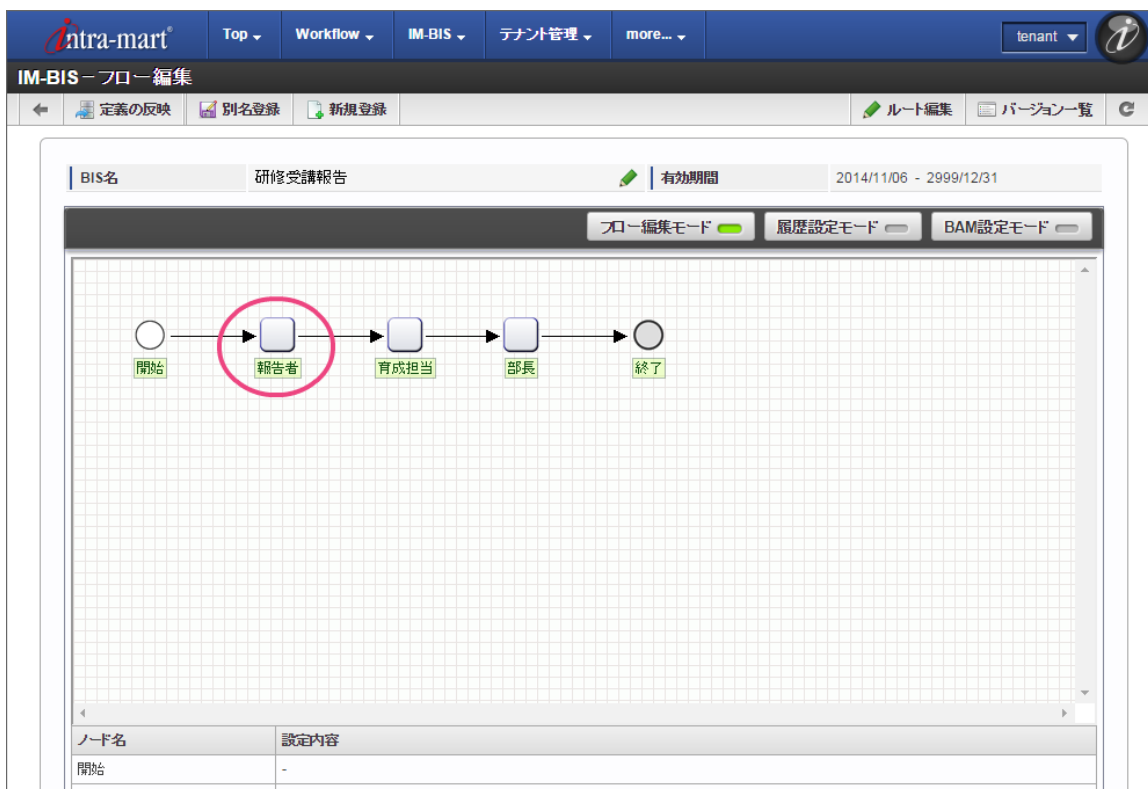 intra-mart® Top Workflow IM-BIS テナント管理 more... tenant i
IM-BIS－フロー編集
定義の反映 別名登録 新規登録 ルート編集 バージョン一覧
BIS名 研修受講報告 有効期間 2014/11/06 - 2999/12/31
フロー編集モード 履歴設定モード BAM設定モード
開始 報告者 育成担当 部長 終了
ノード名 設定内容
開始 -